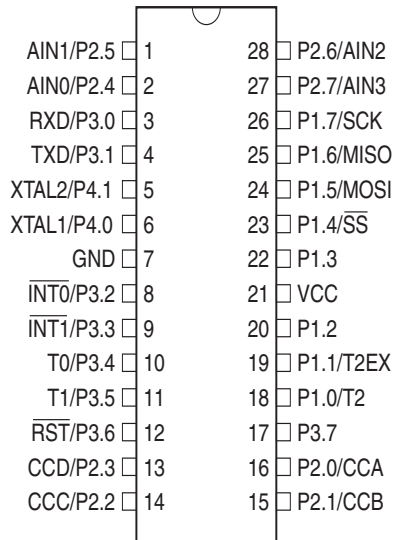 AIN1/P2.5 1 28 P2.6/AIN2
AIN0/P2.4 2 27 P2.7/AIN3
RXD/P3.0 3 26 P1.7/SCK
TXD/P3.1 4 25 P1.6/MISO
XTAL2/P4.1 5 24 P1.5/MOSI
XTAL1/P4.0 6 23 P1.4/S̅S̅
GND 7 22 P1.3
I̅N̅T̅0̅/P3.2 8 21 VCC
I̅N̅T̅1̅/P3.3 9 20 P1.2
T0/P3.4 10 19 P1.1/T2EX
T1/P3.5 11 18 P1.0/T2
R̅S̅T̅/P3.6 12 17 P3.7
CCD/P2.3 13 16 P2.0/CCA
CCC/P2.2 14 15 P2.1/CCB